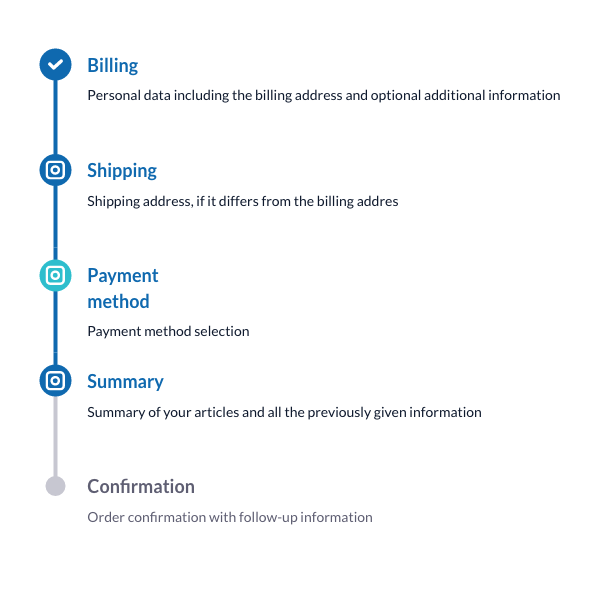 Billing
Personal data including the billing address and optional additional information
Shipping
Shipping address, if it differs from the billing addres
Payment
method
Payment method selection
Summary
Summary of your articles and all the previously given information
Confirmation
Order confirmation with follow-up information